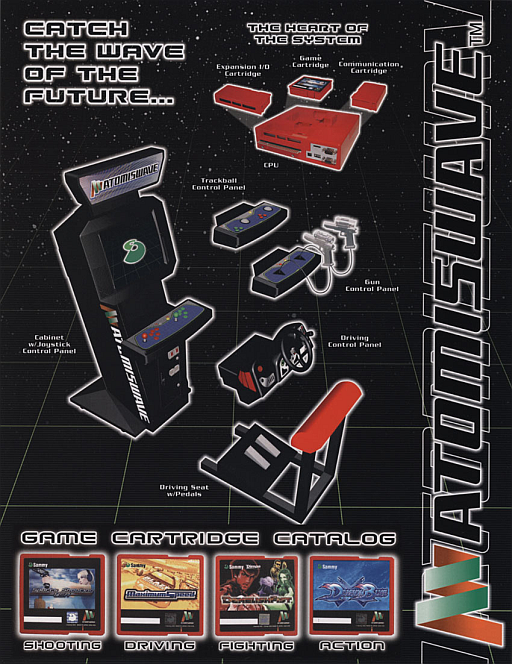 CATCH
THE WAVE
OF THE
FUTURE...
THE HEART OF
THE SYSTEM
Expansion I/O
Cartridge
Game
Cartridge
Communication
Cartridge
CPU
Trackball
Control Panel
Gun
Control Panel
ATOMISWAVE
Cabinet
w/Joystick
Control Panel
ATOMISWAVE
Driving
Control Panel
Driving Seat
w/Pedals
ATOMISWAVE TM
GAME CARTRIDGE CATALOG
Sammy
Sammy
MAXIMUM SPEED
Sammy
Sammy
SHOOTING
DRIVING
FIGHTING
ACTION